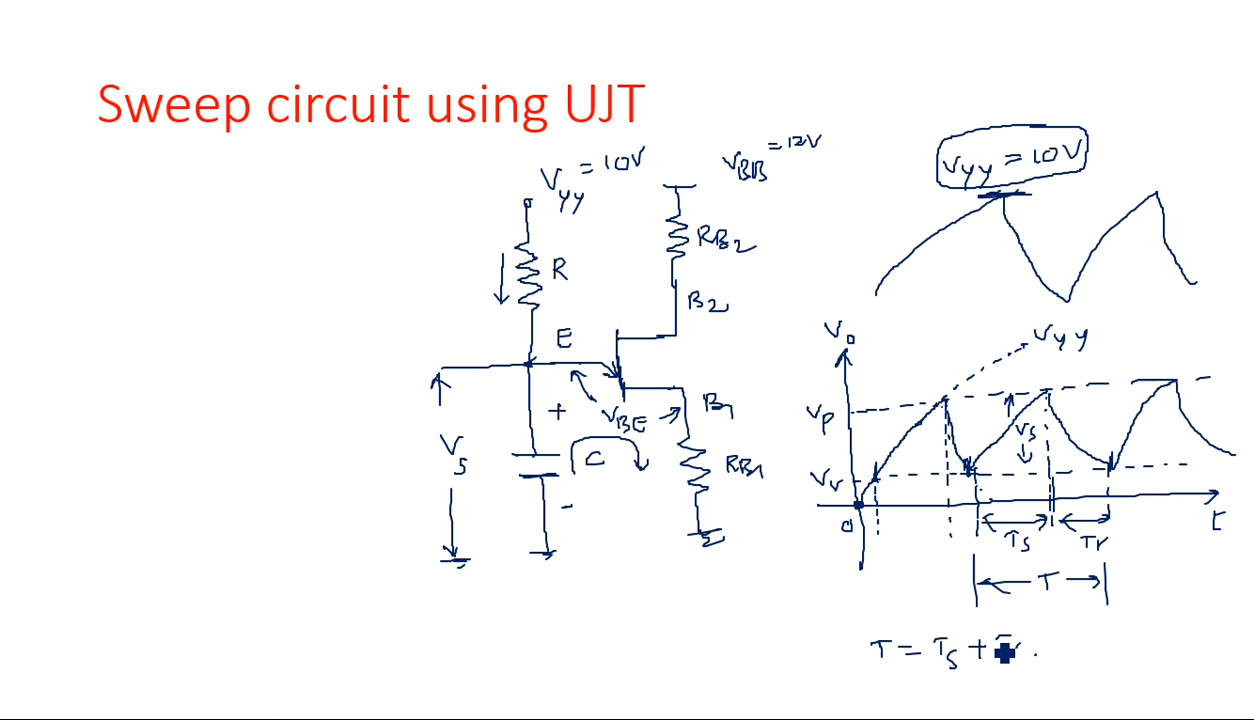 Sweep circuit using UJT
VYY = 10V
VBB = 12V
VYY = 10V
R
RB2
B2
E
VBE
B1
+
C
RB1
-
VS
Vo
VYY
VP
VS
VV
0
t
TS
Tr
T
T = TS +